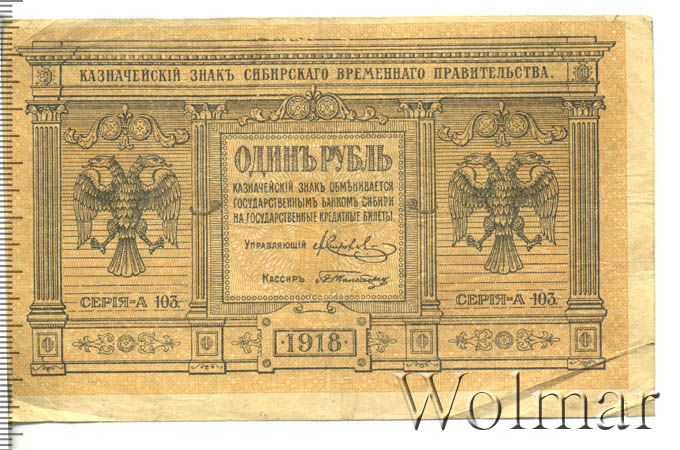 КАЗНАЧЕЙСКІЙ ЗНАКЪ СИБИРСКАГО ВРЕМЕННАГО ПРАВИТЕЛЬСТВА.
ОДИНЪ РУБЛЬ
КАЗНАЧЕЙСКІЙ ЗНАКЪ ОБМѢНИВАЕТСЯ
ГОСУДАРСТВЕННЫМЪ БАНКОМЪ СИБИРИ
НА ГОСУДАРСТВЕННЫЕ КРЕДИТНЫЕ БИЛЕТЫ.
УПРАВЛЯЮЩІЙ
КАССИРЪ
СЕРІЯ=А 103.
СЕРІЯ=А 103.
·1918·
Wolmar